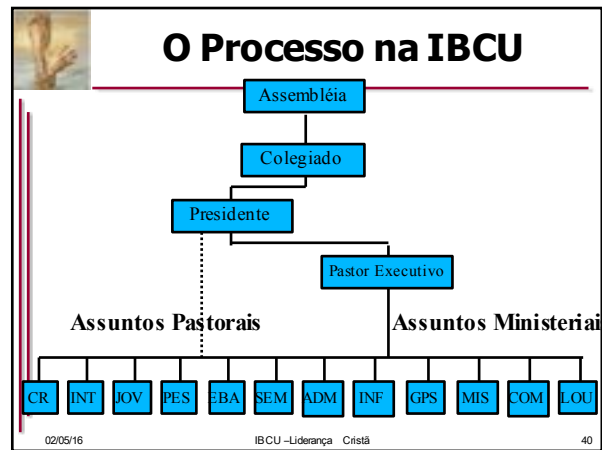 O Processo na IBCU
Assembléia
Colegiado
Presidente
Pastor Executivo
Assuntos Pastorais Assuntos Ministeriai
CR INT JOV PES EBA SEM ADM INF GPS MIS COM LOU
02/05/16 IBCU –Liderança Cristã 40